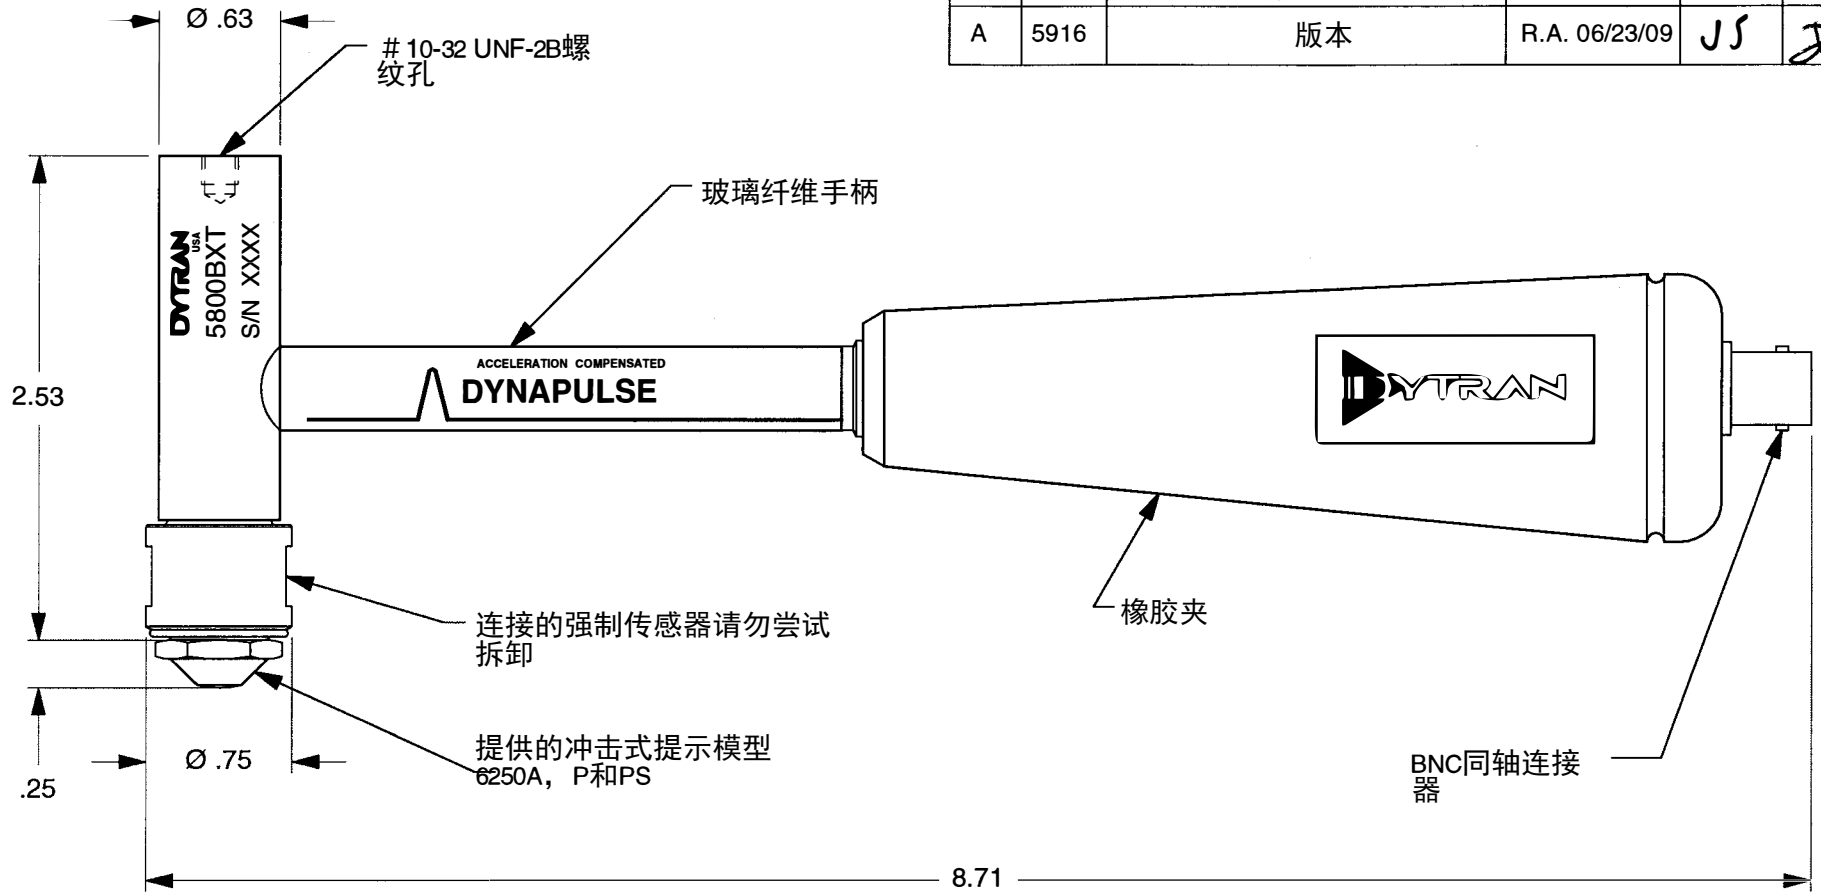 Ø .63
# 10-32 UNF-2B螺
纹孔
A 5916 版本 R.A. 06/23/09 JS
玻璃纤维手柄
DYTRAN
USA
5800BXT
S/N XXXX
2.53
ACCELERATION COMPENSATED
DYNAPULSE
DYTRAN
连接的强制传感器请勿尝试
拆卸
橡胶夹
提供的冲击式提示模型
6250A，P和PS
Ø .75
.25
BNC同轴连接
器
8.71